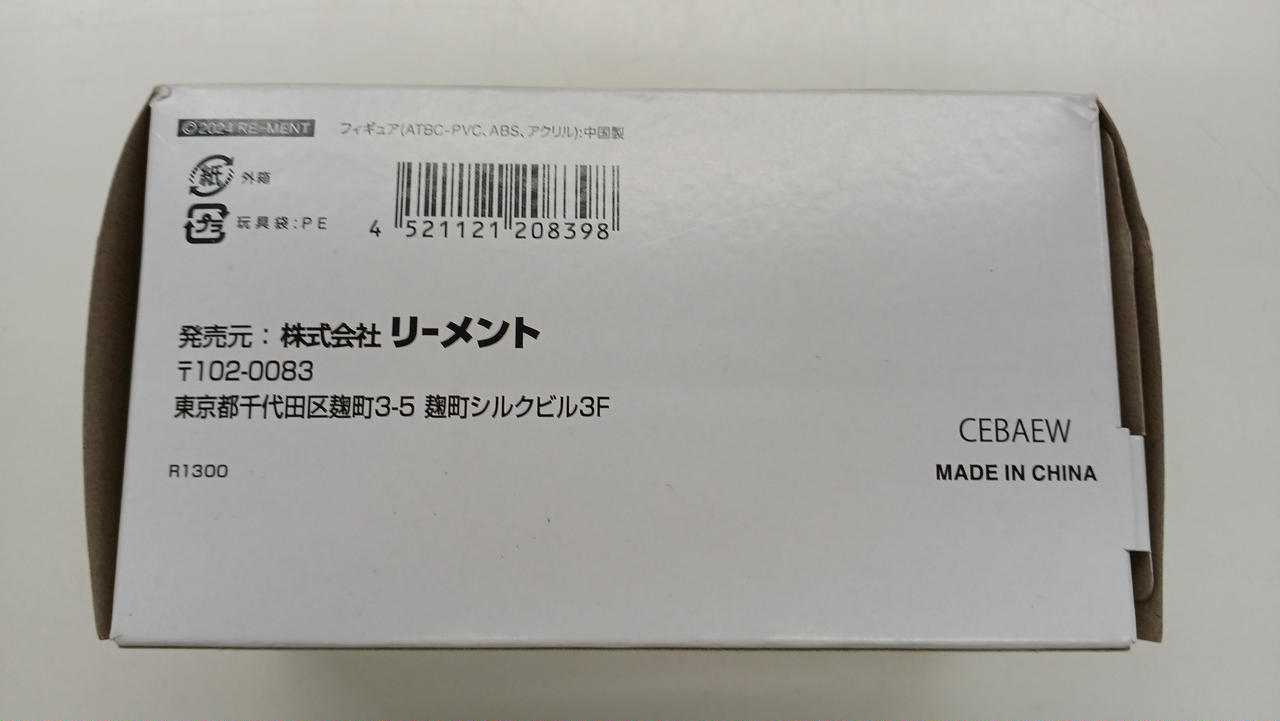 ©2024 RE-MENT
フィギュア(ATBC-PVC、ABS、アクリル):中国製
紙 外箱
プラ 玩具袋:PE
4 521121 208398
発売元:株式会社 リーメント
〒102-0083
東京都千代田区麹町3-5 麹町シルクビル3F
CEBAEW
R1300
MADE IN CHINA